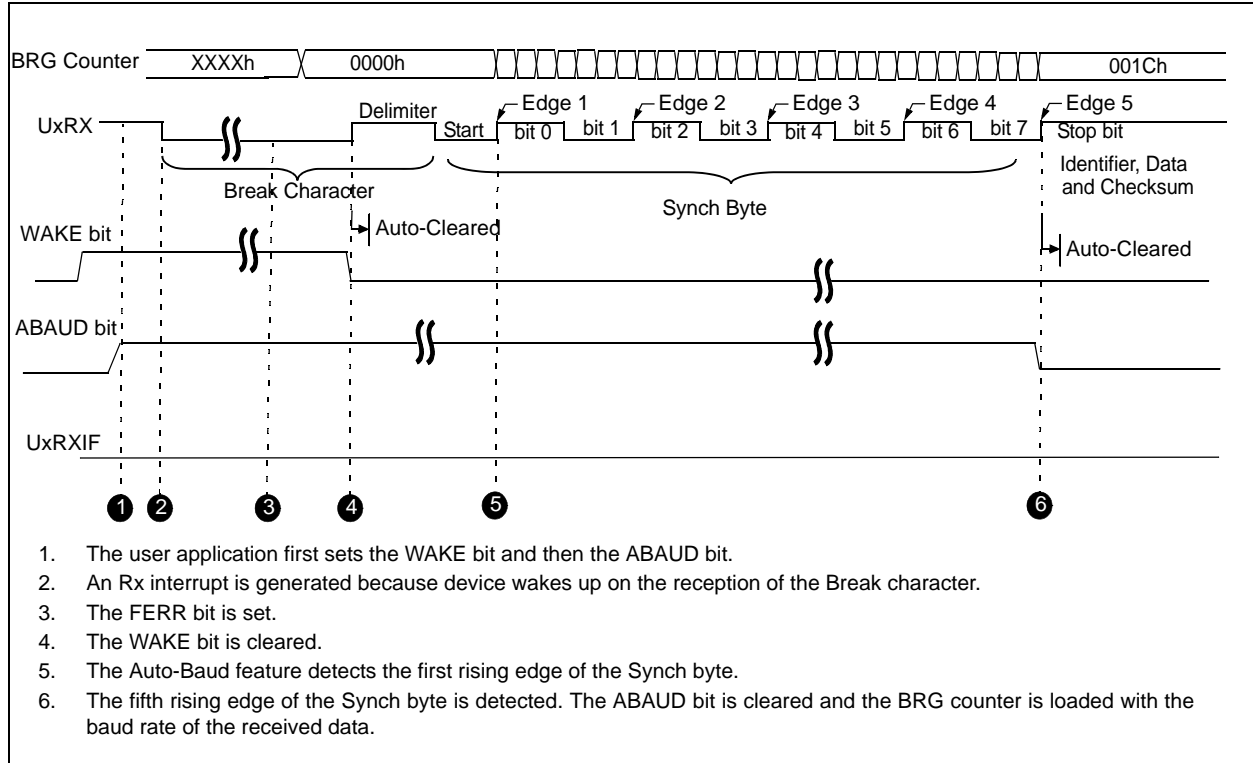 BRG Counter XXXXh 0000h 001Ch
UxRX Delimiter Edge 1 Edge 2 Edge 3 Edge 4 Edge 5
Start bit 0 bit 1 bit 2 bit 3 bit 4 bit 5 bit 6 bit 7 Stop bit
Break Character Synch Byte Identifier, Data
and Checksum
Auto-Cleared Auto-Cleared
WAKE bit
ABAUD bit
UxRXIF
1 2 3 4 5 6
1. The user application first sets the WAKE bit and then the ABAUD bit.
2. An Rx interrupt is generated because device wakes up on the reception of the Break character.
3. The FERR bit is set.
4. The WAKE bit is cleared.
5. The Auto-Baud feature detects the first rising edge of the Synch byte.
6. The fifth rising edge of the Synch byte is detected. The ABAUD bit is cleared and the BRG counter is loaded with the
baud rate of the received data.